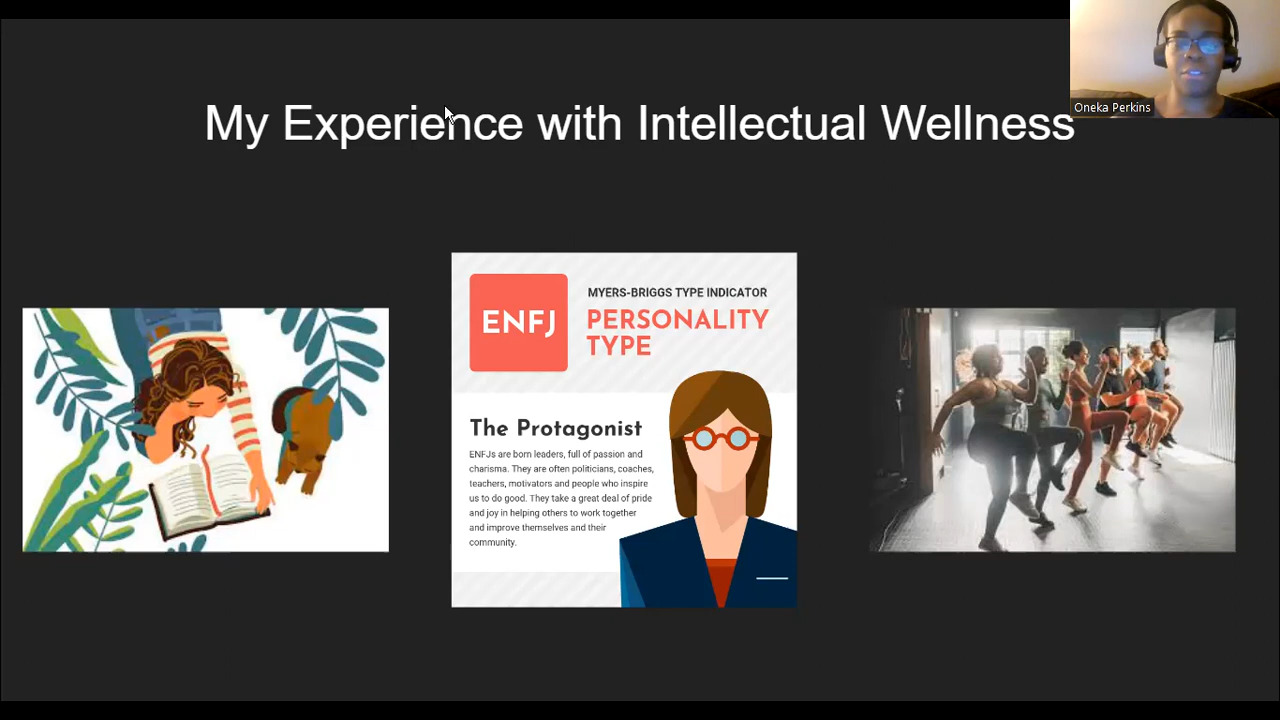 My Experience with Intellectual Wellness
Oneka Perkins
ENFJ
MYERS-BRIGGS TYPE INDICATOR
PERSONALITY
TYPE
The Protagonist
ENFJs are born leaders, full of passion and
charisma. They are often politicians, coaches,
teachers, motivators and people who inspire
us to do good. They take a great deal of pride
and joy in helping others to work together
and improve themselves and their
community.